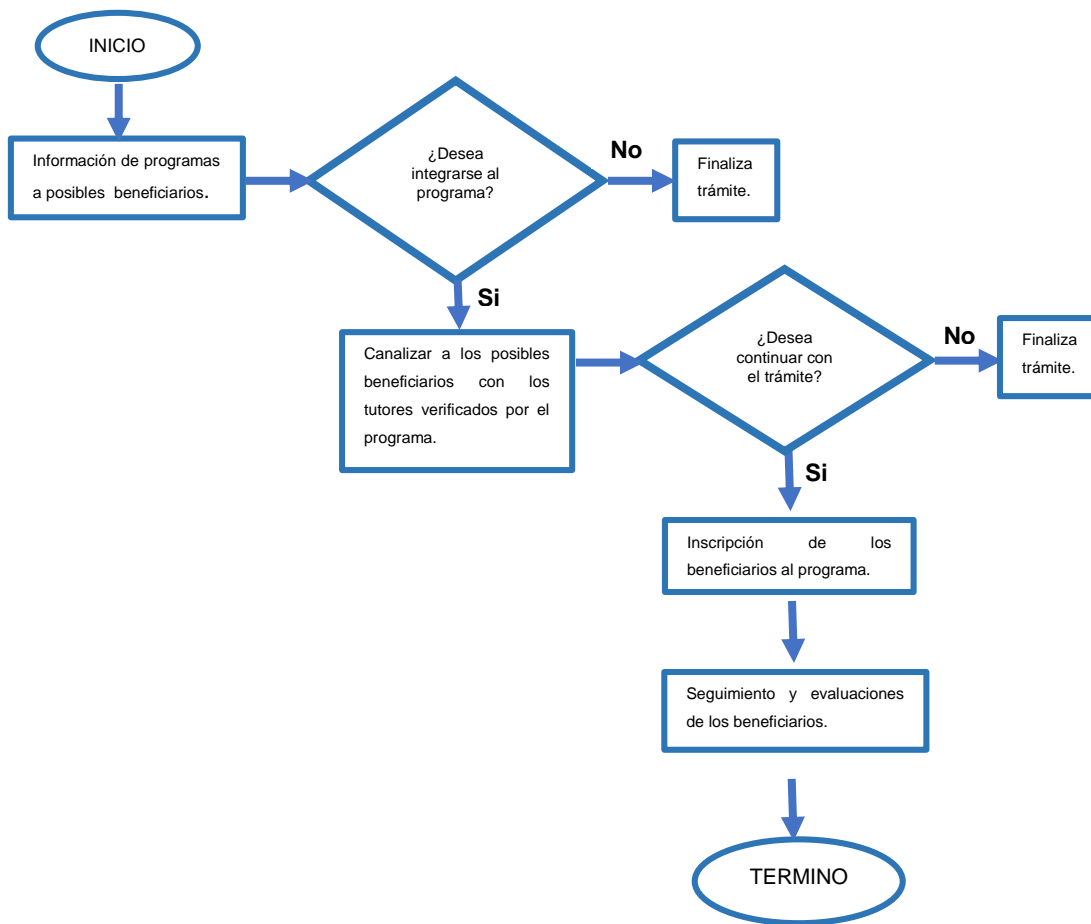 INICIO
Información de programas
a posibles beneficiarios.
¿Desea
integrarse al
programa?
No
Finaliza
trámite.
Si
Canalizar a los posibles
beneficiarios con los
tutores verificados por el
programa.
¿Desea
continuar con
el trámite?
No
Finaliza
trámite.
Si
Inscripción de los
beneficiarios al programa.
Seguimiento y evaluaciones
de los beneficiarios.
TERMINO